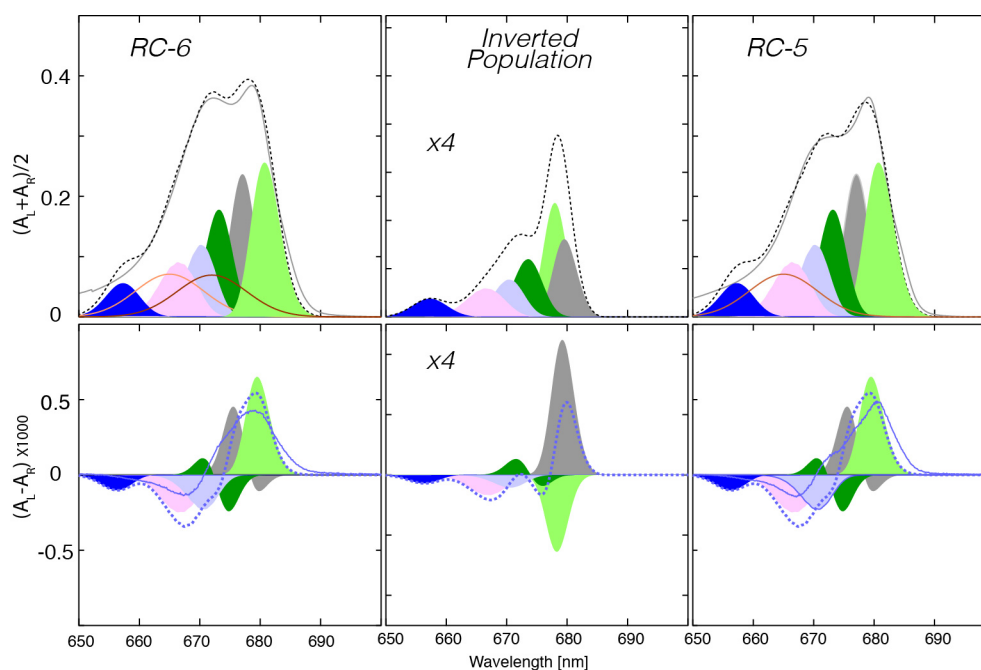 RC-6
Inverted
Population
RC-5
x4
0.4
0.2
0
(A_L+A_R)/2
x4
0.5
0
-0.5
(A_L-A_R) x1000
650 660 670 680 690
650 660 670 680 690
650 660 670 680 690
Wavelength [nm]